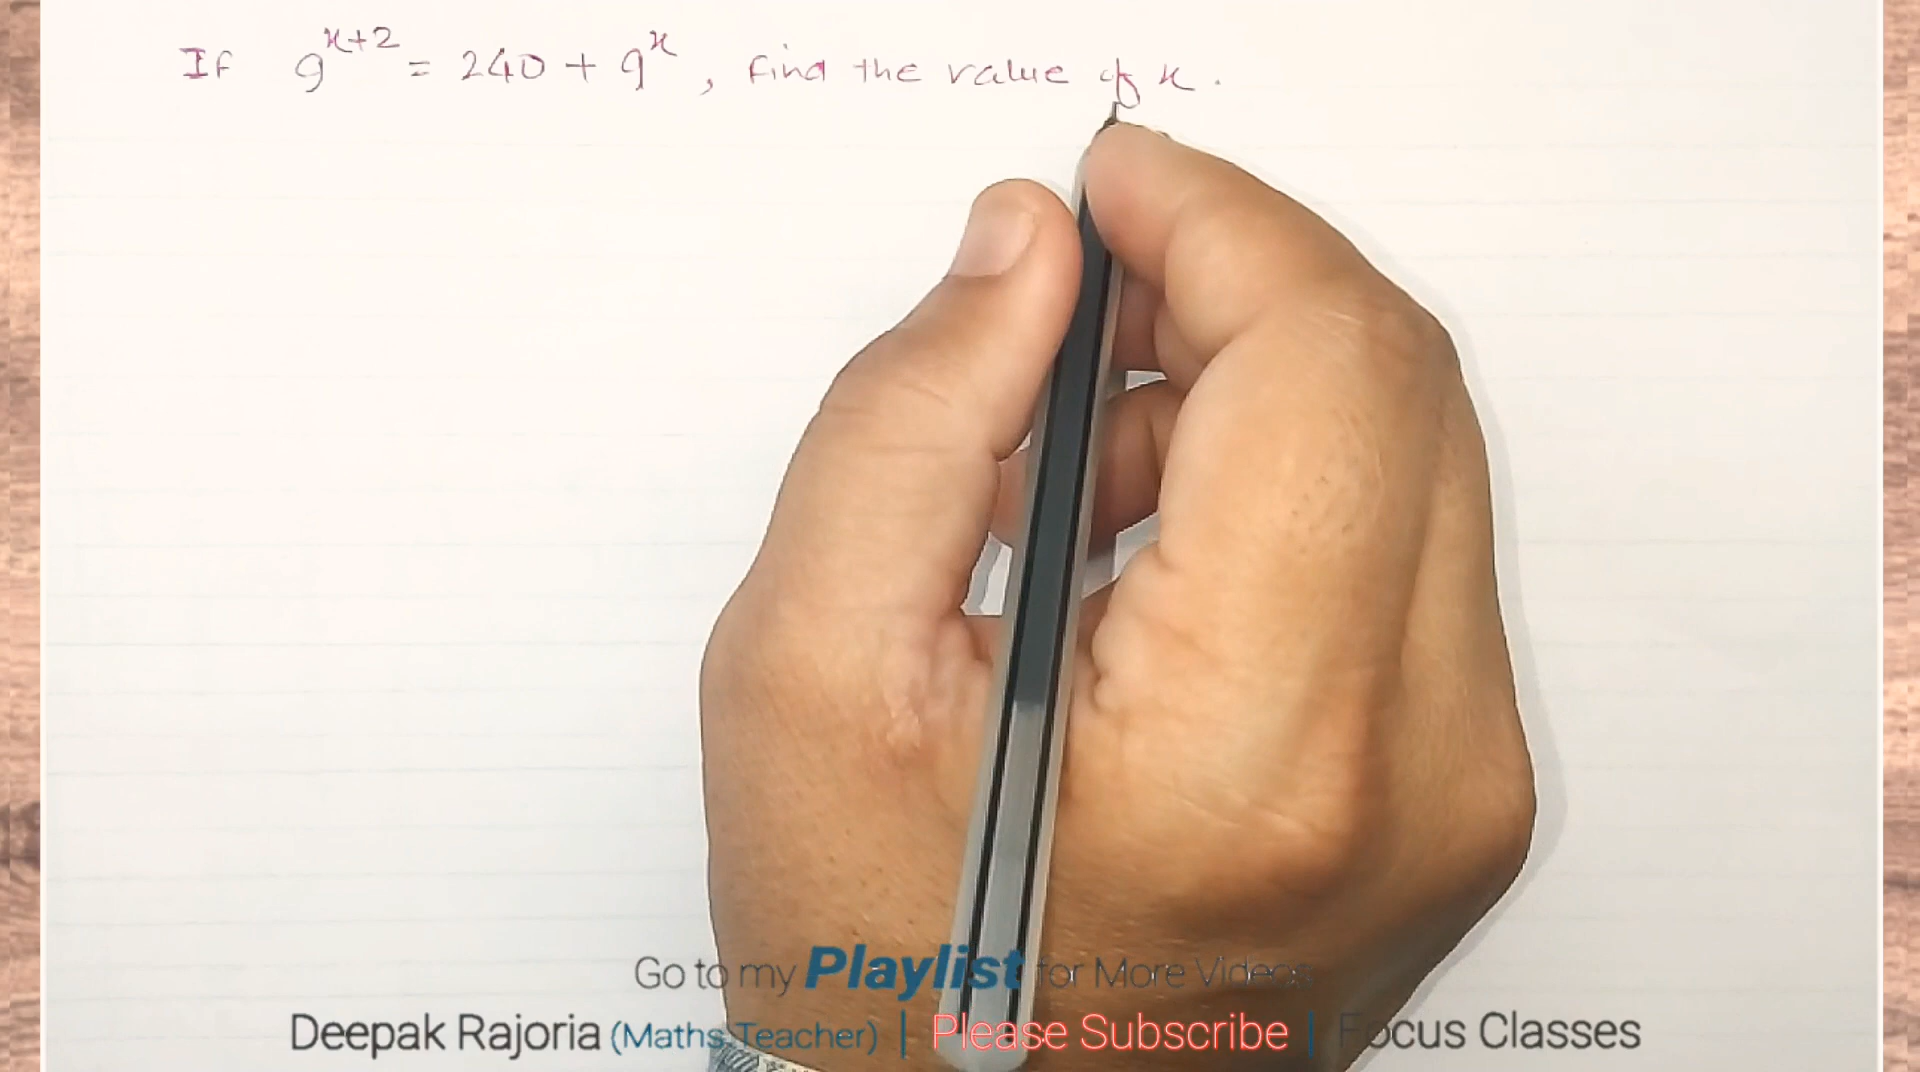 If 9^{x+2} = 240 + 9^x, find the value of x.
Go to my Playlist for More Videos
Deepak Rajoria (Maths Teacher) | Please Subscribe | Focus Classes